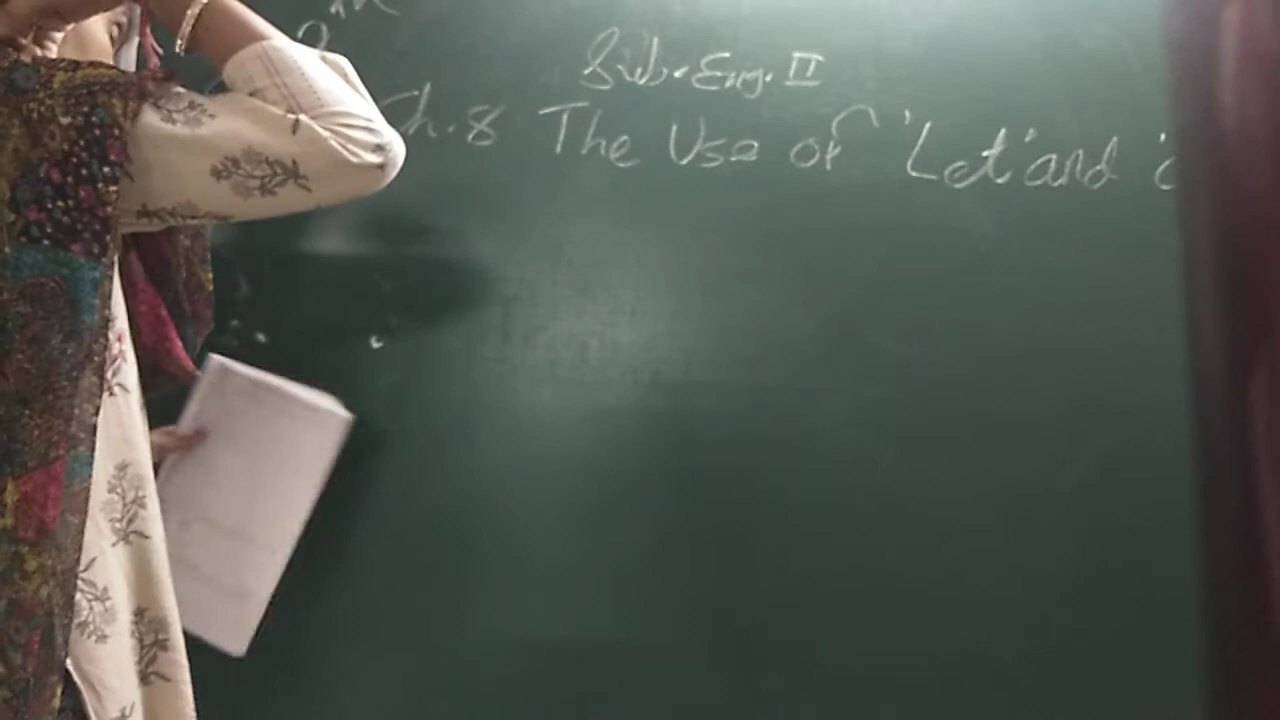 Sub. Eng. II
Ch. 8 The Use of 'Let' and '